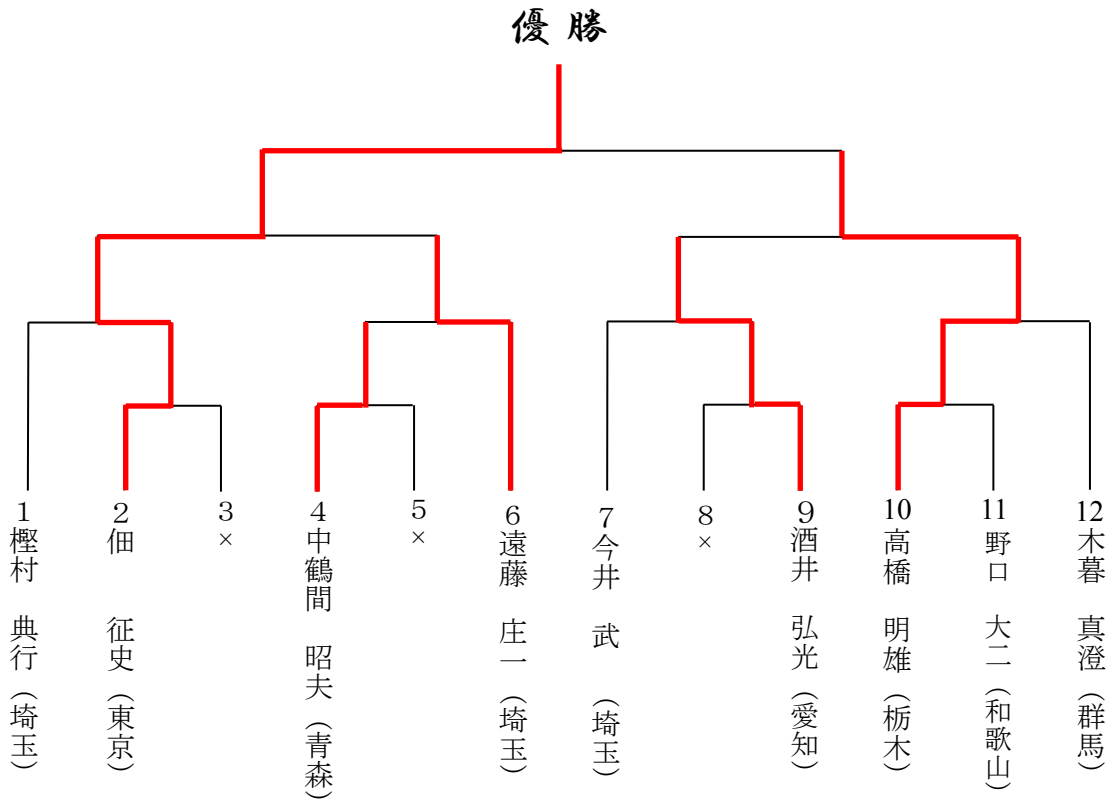 優勝
1 樫村 典行（埼玉）
2 佃 征史（東京）
3 ×
4 中鶴間 昭夫（青森）
5 ×
6 遠藤 庄一（埼玉）
7 今井 武 （埼玉）
8 ×
9 酒井 弘光（愛知）
10 高橋 明雄（栃木）
11 野口 大二（和歌山）
12 木暮 真澄（群馬）